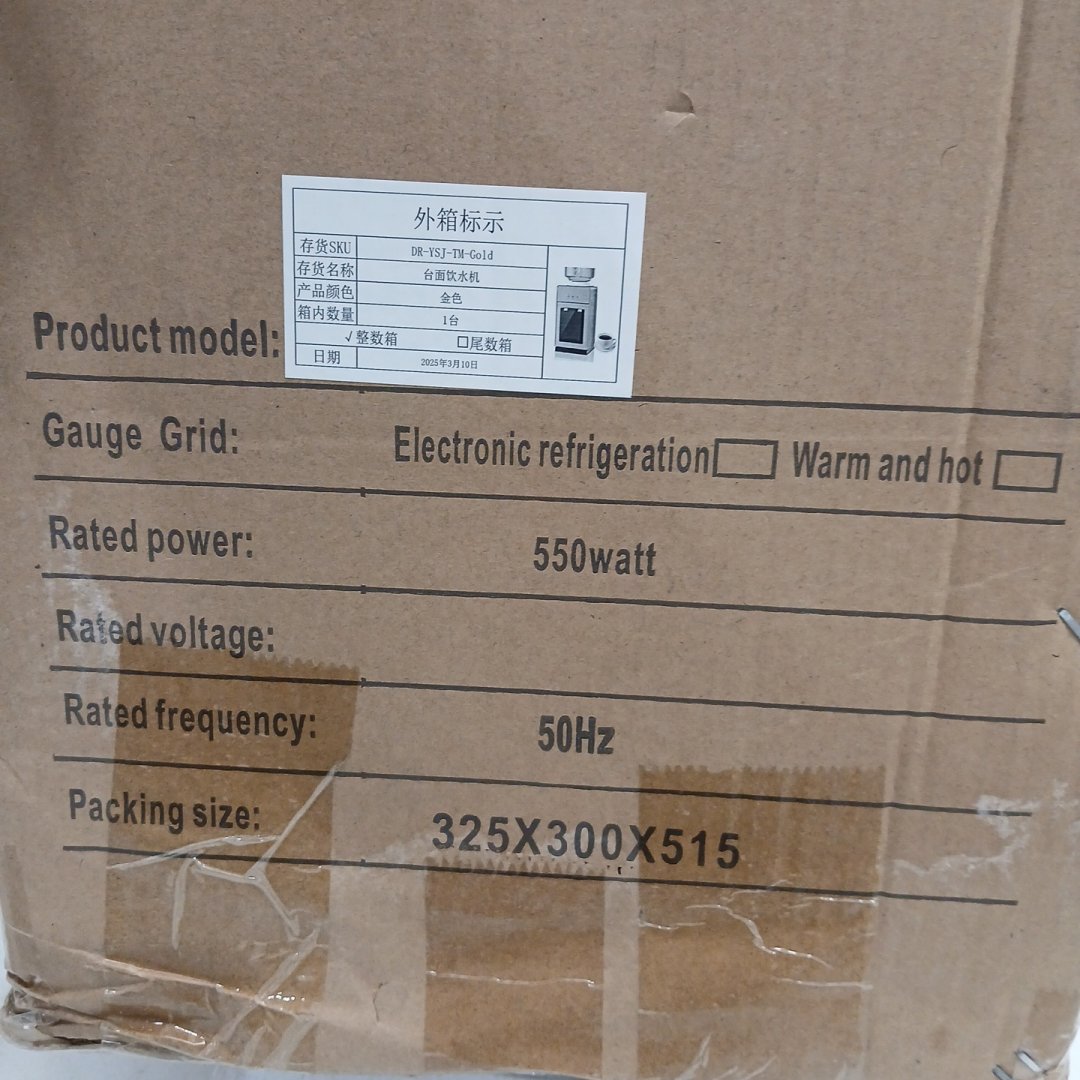 外箱标示
存货SKU DR-YSJ-TM-Gold
存货名称 台面饮水机
产品颜色 金色
箱内数量 1台
√整数箱 □尾数箱
日期 2025年3月10日
Product model:
Gauge Grid: Electronic refrigeration□ Warm and hot □
Rated power: 550watt
Rated voltage:
Rated frequency: 50Hz
Packing size: 325X300X515